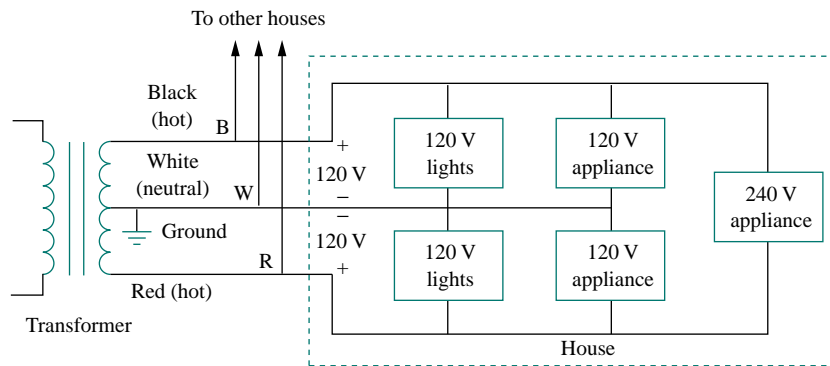 To other houses
Black
(hot)
B
White
(neutral)
W
Ground
R
Red (hot)
Transformer
+
120 V
−
−
120 V
+
120 V
lights
120 V
appliance
240 V
appliance
120 V
lights
120 V
appliance
House